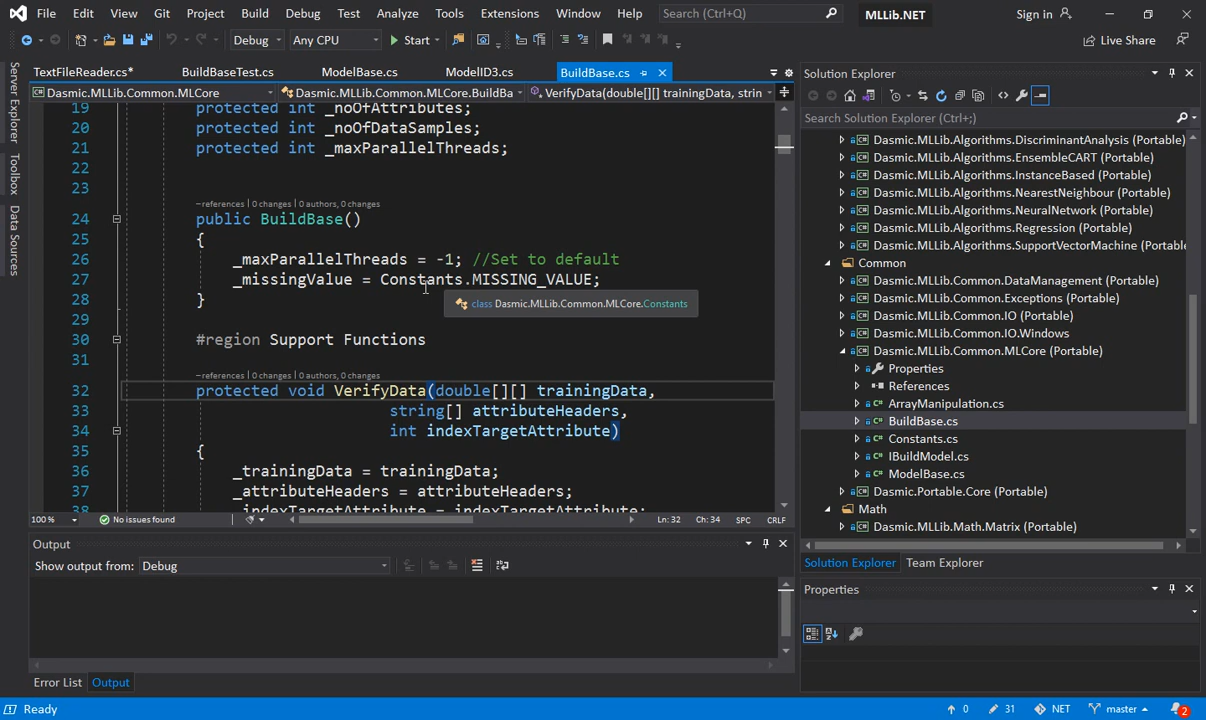 File Edit View Git Project Build Debug Test Analyze Tools Extensions Window Help Search (Ctrl+Q) MLLib.NET Sign in
Debug Any CPU Start Live Share
TextFileReader.cs* BuildBaseTest.cs ModelBase.cs ModelID3.cs BuildBase.cs
Dasmic.MLLib.Common.MLCore Dasmic.MLLib.Common.MLCore.BuildBa VerifyData(double[][] trainingData, strin
Server Explorer
Toolbox
Data Sources
19 protected int _noOfAttributes;
20 protected int _noOfDataSamples;
21 protected int _maxParallelThreads;
22
23
– references | 0 changes | 0 authors, 0 changes
24 public BuildBase()
25 {
26 _maxParallelThreads = -1; //Set to default
27 _missingValue = Constants.MISSING_VALUE;
class Dasmic.MLLib.Common.MLCore.Constants
28 }
29
30 #region Support Functions
31
– references | 0 changes | 0 authors, 0 changes
32 protected void VerifyData(double[][] trainingData,
33 string[] attributeHeaders,
34 int indexTargetAttribute)
35 {
36 _trainingData = trainingData;
37 _attributeHeaders = attributeHeaders;
38 _indexTargetAttribute = indexTargetAttribute;
100 % No issues found Ln: 32 Ch: 34 SPC CRLF
Output
Show output from: Debug
Error List Output
Solution Explorer
Search Solution Explorer (Ctrl+;)
Dasmic.MLLib.Algorithms.DiscriminantAnalysis (Portable)
Dasmic.MLLib.Algorithms.EnsembleCART (Portable)
Dasmic.MLLib.Algorithms.InstanceBased (Portable)
Dasmic.MLLib.Algorithms.NearestNeighbour (Portable)
Dasmic.MLLib.Algorithms.NeuralNetwork (Portable)
Dasmic.MLLib.Algorithms.Regression (Portable)
Dasmic.MLLib.Algorithms.SupportVectorMachine (Portable
Common
Dasmic.MLLib.Common.DataManagement (Portable)
Dasmic.MLLib.Common.Exceptions (Portable)
Dasmic.MLLib.Common.IO (Portable)
Dasmic.MLLib.Common.IO.Windows
Dasmic.MLLib.Common.MLCore (Portable)
Properties
References
ArrayManipulation.cs
BuildBase.cs
Constants.cs
IBuildModel.cs
ModelBase.cs
Dasmic.Portable.Core (Portable)
Math
Dasmic.MLLib.Math.Matrix (Portable)
Solution Explorer Team Explorer
Properties
Ready 0 31 NET master 2